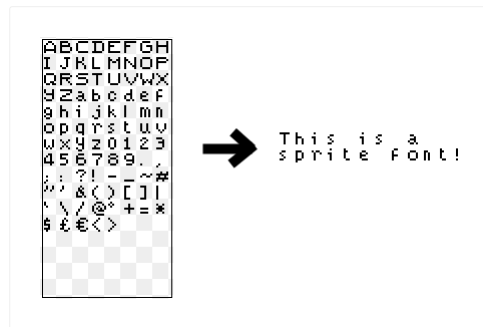 ABCDEFGH
IJKLMNOP
QRSTUVWX
YZabcdef
ghijklmn
opqrstuv
wxyz0123
456789.,
;:?!-_~#
"'&()[]|
`\/@°+=*
$£€<>
This is a
sprite font!